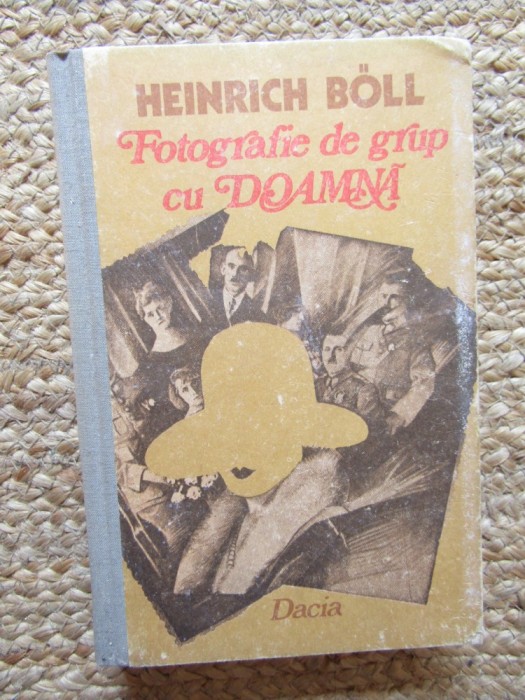 HEINRICH BÖLL
Fotografie de grup
cu DOAMNĂ
Dacia